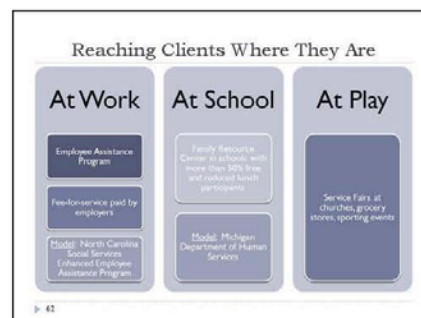 Reaching Clients Where They Are
At Work
Employee Assistance
Program
Fee-for-service paid by
employers
Model: North Carolina
Social Services
Enhanced Employee
Assistance Program
At School
Family Resource
Center in schools with
more than 50% free
and reduced lunch
participants
Model: Michigan
Department of Human
Services
At Play
Service Fairs at
churches, grocery
stores, sporting events
62